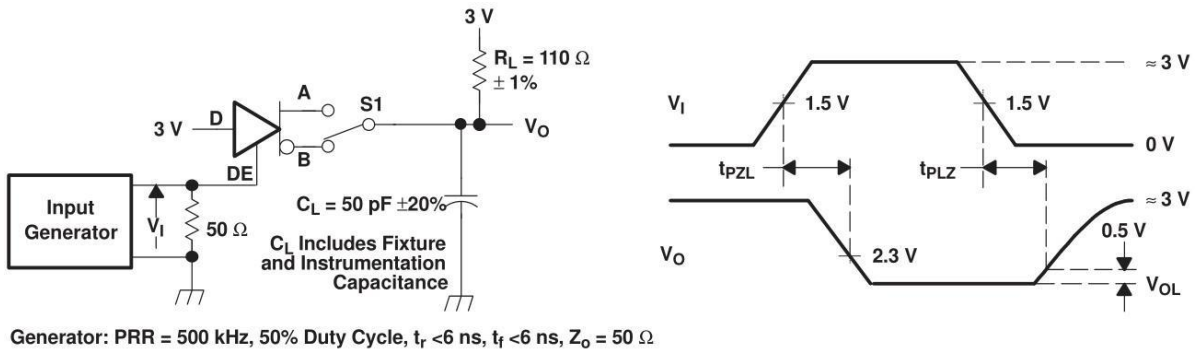 3 V
R_L = 110 Ω
± 1%
A
S1
D
3 V
V_O
B
DE
Input
Generator
V_I
50 Ω
C_L = 50 pF ±20%
C_L Includes Fixture
and Instrumentation
Capacitance
Generator: PRR = 500 kHz, 50% Duty Cycle, t_r <6 ns, t_f <6 ns, Z_o = 50 Ω
≈ 3 V
V_I
1.5 V
1.5 V
0 V
t_PZL
t_PLZ
≈ 3 V
0.5 V
V_O
2.3 V
V_OL